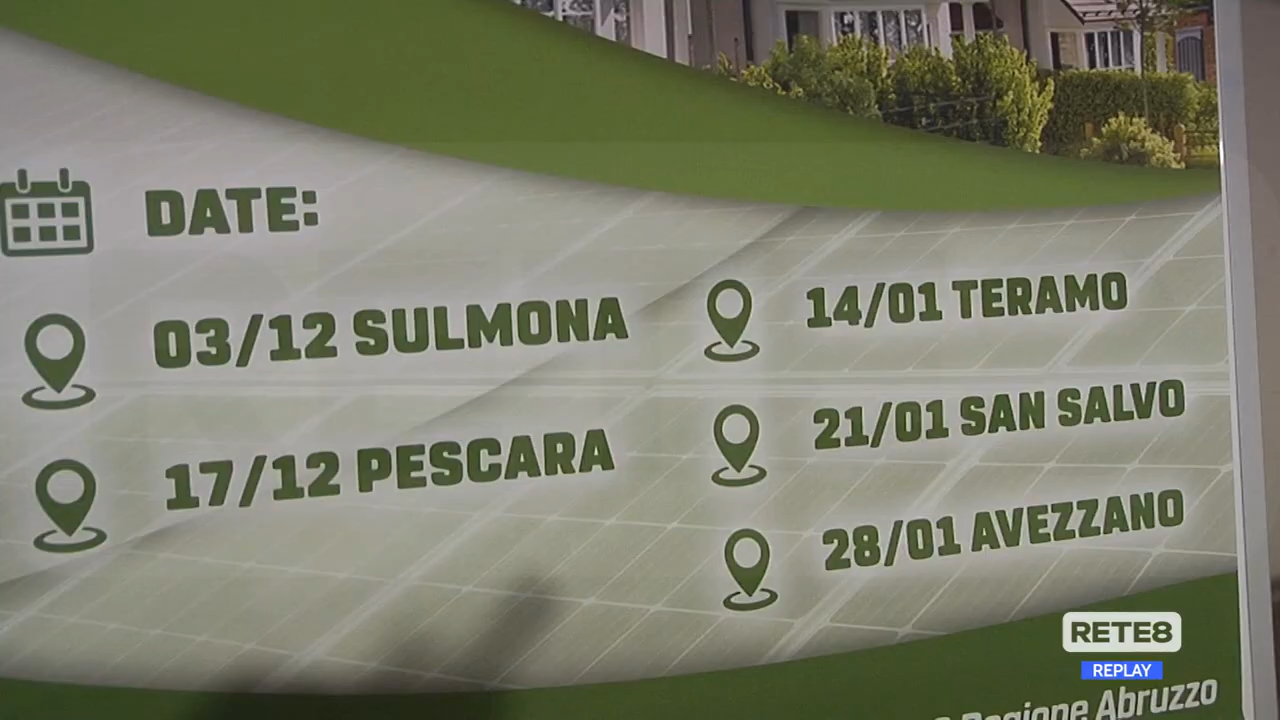 DATE:
03/12 SULMONA
17/12 PESCARA
14/01 TERAMO
21/01 SAN SALVO
28/01 AVEZZANO
RETE8
REPLAY
Regione Abruzzo